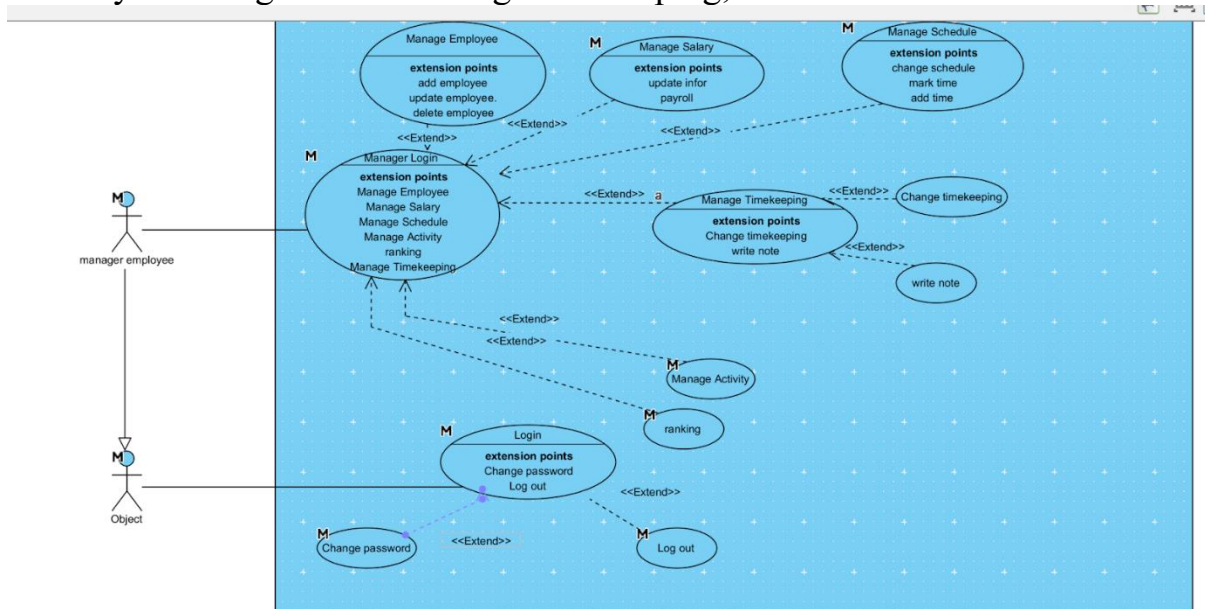 Manage Employee
extension points
add employee
update employee.
delete employee
M
Manage Salary
extension points
update infor
payroll
M
Manage Schedule
extension points
change schedule
mark time
add time
<<Extend>>
<<Extend>>
<<Extend>>
M
Manager Login
extension points
Manage Employee
Manage Salary
Manage Schedule
Manage Activity
ranking
Manage Timekeeping
<<Extend>>
a
Manage Timekeeping
extension points
Change timekeeping
write note
<<Extend>>
Change timekeeping
<<Extend>>
write note
M
manager employee
<<Extend>>
<<Extend>>
M
Manage Activity
M
ranking
M
Login
extension points
Change password
Log out
M
Object
<<Extend>>
M
Change password
<<Extend>>
M
Log out